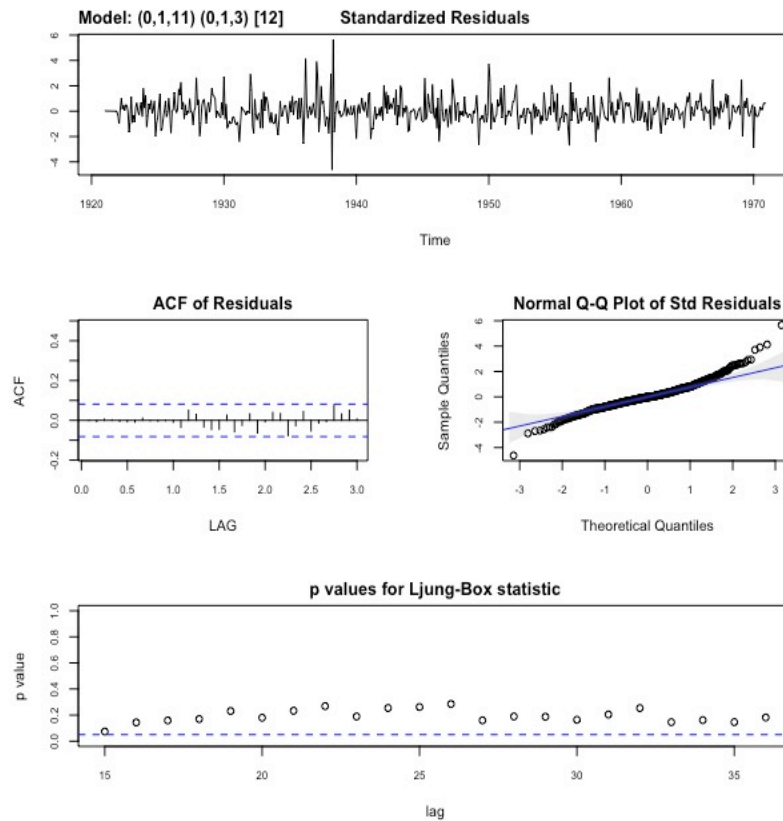 Model: (0,1,11) (0,1,3) [12] Standardized Residuals
6
4
2
0
-2
-4
1920 1930 1940 1950 1960 1970
Time
ACF of Residuals
ACF
0.4
0.2
0.0
-0.2
0.0 0.5 1.0 1.5 2.0 2.5 3.0
LAG
Normal Q-Q Plot of Std Residuals
Sample Quantiles
6
4
2
0
-2
-4
-3 -2 -1 0 1 2 3
Theoretical Quantiles
p values for Ljung-Box statistic
p value
1.0
0.8
0.6
0.4
0.2
0.0
15 20 25 30 35
lag